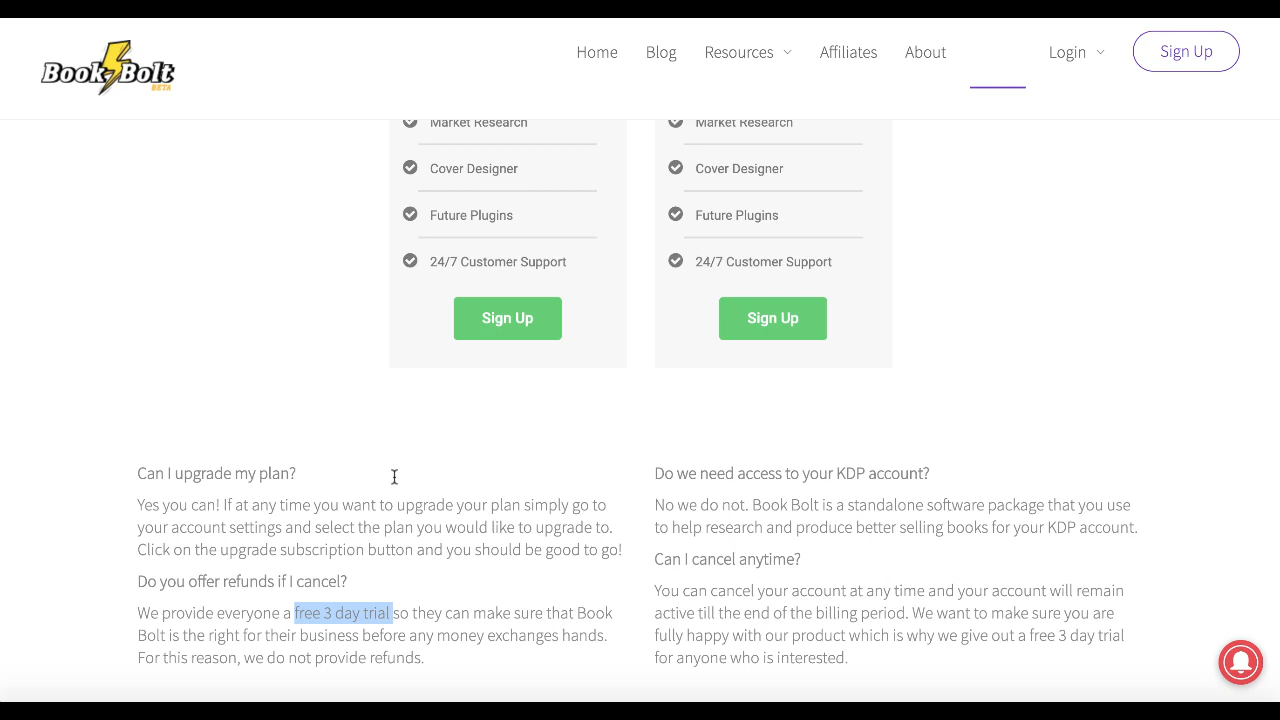 Book Bolt
BETA
Home Blog Resources Affiliates About Login Sign Up
Market Research
Cover Designer
Future Plugins
24/7 Customer Support
Sign Up
Market Research
Cover Designer
Future Plugins
24/7 Customer Support
Sign Up
Can I upgrade my plan?
Yes you can! If at any time you want to upgrade your plan simply go to
your account settings and select the plan you would like to upgrade to.
Click on the upgrade subscription button and you should be good to go!
Do you offer refunds if I cancel?
We provide everyone a free 3 day trial so they can make sure that Book
Bolt is the right for their business before any money exchanges hands.
For this reason, we do not provide refunds.
Do we need access to your KDP account?
No we do not. Book Bolt is a standalone software package that you use
to help research and produce better selling books for your KDP account.
Can I cancel anytime?
You can cancel your account at any time and your account will remain
active till the end of the billing period. We want to make sure you are
fully happy with our product which is why we give out a free 3 day trial
for anyone who is interested.